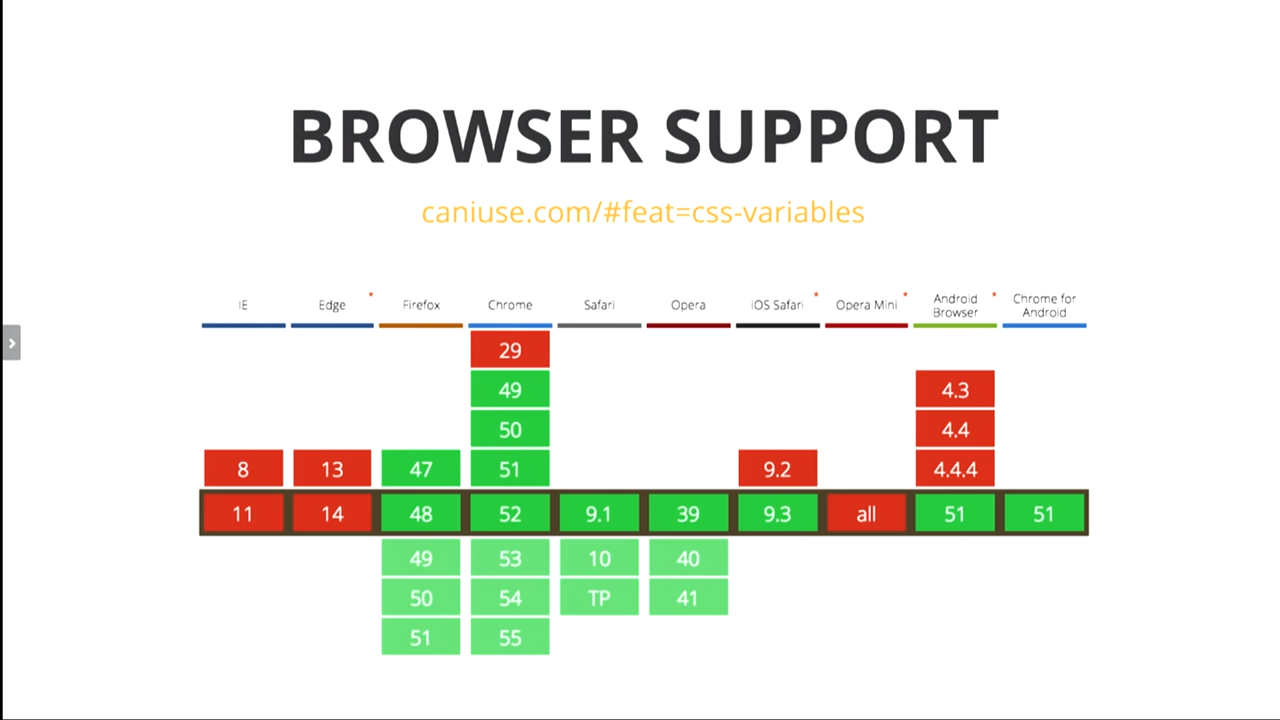 BROWSER SUPPORT
caniuse.com/#feat=css-variables
IE Edge * Firefox Chrome Safari Opera iOS Safari * Opera Mini * Android Browser * Chrome for Android
29
49 4.3
50 4.4
8 13 47 51 9.2 4.4.4
11 14 48 52 9.1 39 9.3 all 51 51
49 53 10 40
50 54 TP 41
51 55